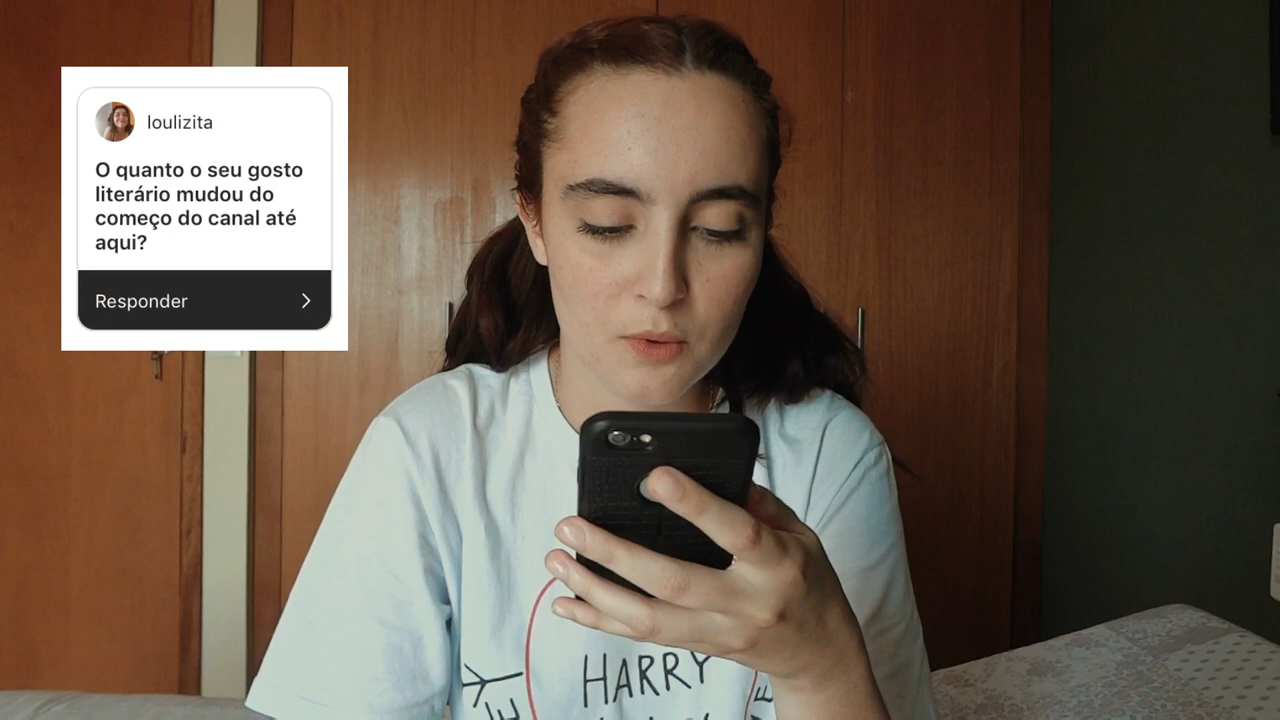 loulizita
O quanto o seu gosto
literário mudou do
começo do canal até
aqui?
Responder
HARRY